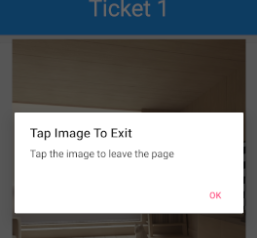 Ticket 1
Tap Image To Exit
Tap the image to leave the page
OK